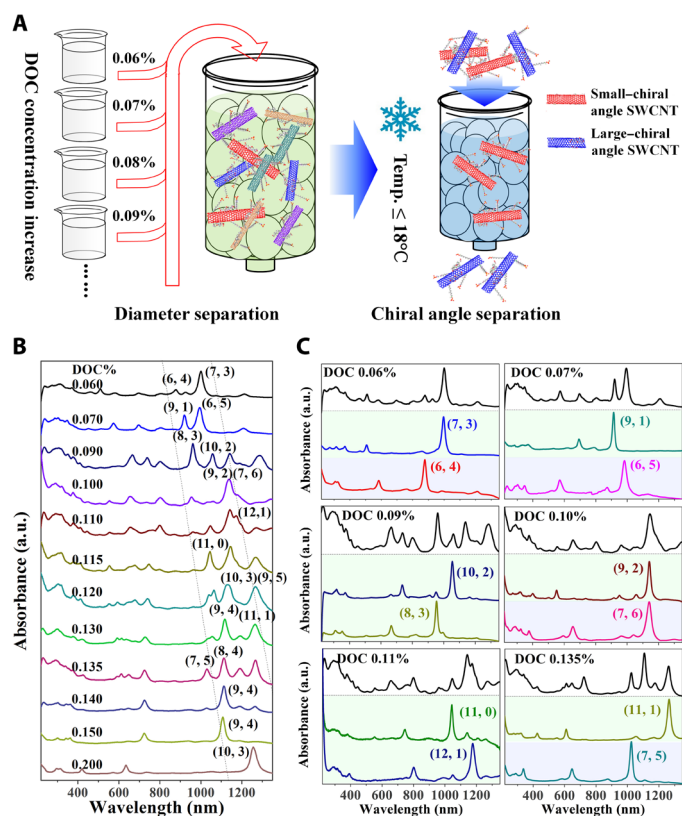 A
DOC concentration increase
0.06%
0.07%
0.08%
0.09%
Diameter separation
Temp. ≤ 18°C
Small–chiral
angle SWCNT
Large–chiral
angle SWCNT
Chiral angle separation
B
DOC%
0.060
(6, 4)
(7, 3)
0.070
(9, 1)
(6, 5)
0.090
(8, 3)
(10, 2)
(9, 2)
(7, 6)
0.100
0.110
(12,1)
0.115
(11, 0)
0.120
(10, 3)
(9, 5)
0.130
(9, 4)
(11, 1)
0.135
(7, 5)
(8, 4)
0.140
(9, 4)
0.150
(9, 4)
0.200
(10, 3)
Absorbance (a.u.)
400 600 800 1000 1200
Wavelength (nm)
C
DOC 0.06%
(7, 3)
(6, 4)
DOC 0.07%
(9, 1)
(6, 5)
Absorbance (a.u.)
DOC 0.09%
(10, 2)
(8, 3)
DOC 0.10%
(9, 2)
(7, 6)
Absorbance (a.u.)
DOC 0.11%
(11, 0)
(12, 1)
DOC 0.135%
(11, 1)
(7, 5)
Absorbance (a.u.)
400 600 800 1000 1200
400 600 800 1000 1200
Wavelength (nm)
Wavelength (nm)